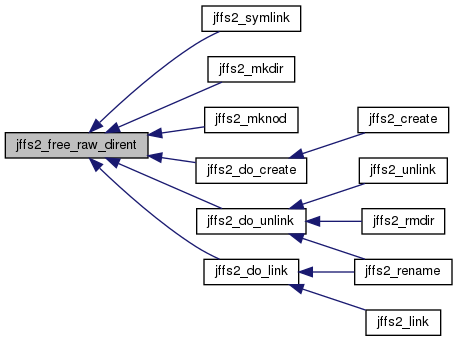 jffs2_symlink
jffs2_mkdir
jffs2_mknod
jffs2_create
jffs2_free_raw_dirent
jffs2_do_create
jffs2_unlink
jffs2_do_unlink
jffs2_rmdir
jffs2_do_link
jffs2_rename
jffs2_link